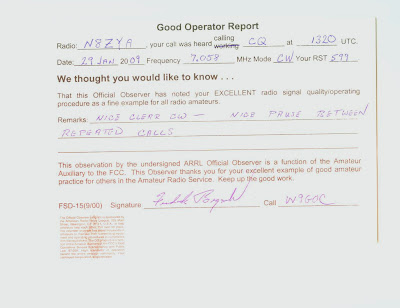 Good Operator Report
Radio: N8ZYA , your call was heard calling working CQ at 1320 UTC.
Date: 29 JAN 2009 Frequency 7,058 MHz Mode CW Your RST 599
We thought you would like to know . . .
That this Official Observer has noted your EXCELLENT radio signal quality/operating
procedure as a fine example for all radio amateurs.
Remarks: NICE CLEAR CW — NICE PAUSE BETWEEN
REPEATED CALLS
This observation by the undersigned ARRL Official Observer is a function of the Amateur
Auxiliary to the FCC. This Observer thanks you for your excellent example of good amateur
practice for others in the Amateur Radio Service. Keep up the good work.
FSD-15(9/00) Signature Call W9GOC